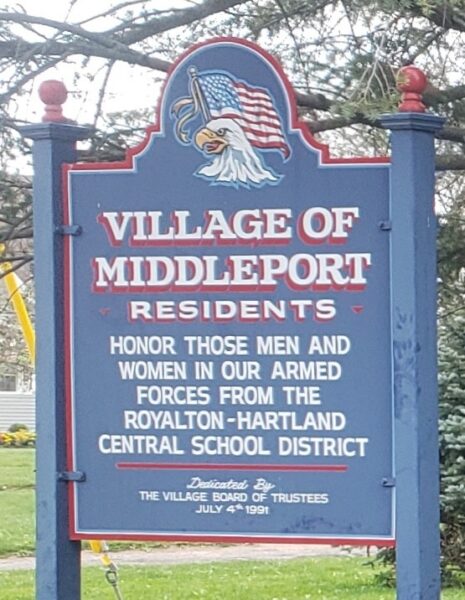 VILLAGE OF
MIDDLEPORT
RESIDENTS
HONOR THOSE MEN AND
WOMEN IN OUR ARMED
FORCES FROM THE
ROYALTON-HARTLAND
CENTRAL SCHOOL DISTRICT
Dedicated By
THE VILLAGE BOARD OF TRUSTEES
JULY 4th 1991